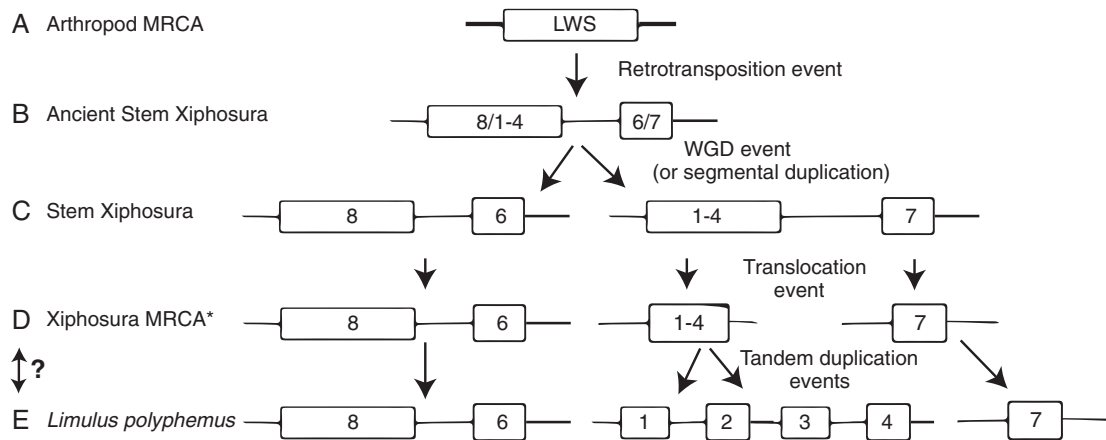 A Arthropod MRCA LWS
Retrotransposition event
B Ancient Stem Xiphosura 8/1-4 6/7
WGD event
(or segmental duplication)
C Stem Xiphosura 8 6 1-4 7
Translocation
event
D Xiphosura MRCA* 8 6 1-4 7
? Tandem duplication
events
E Limulus polyphemus 8 6 1 2 3 4 7